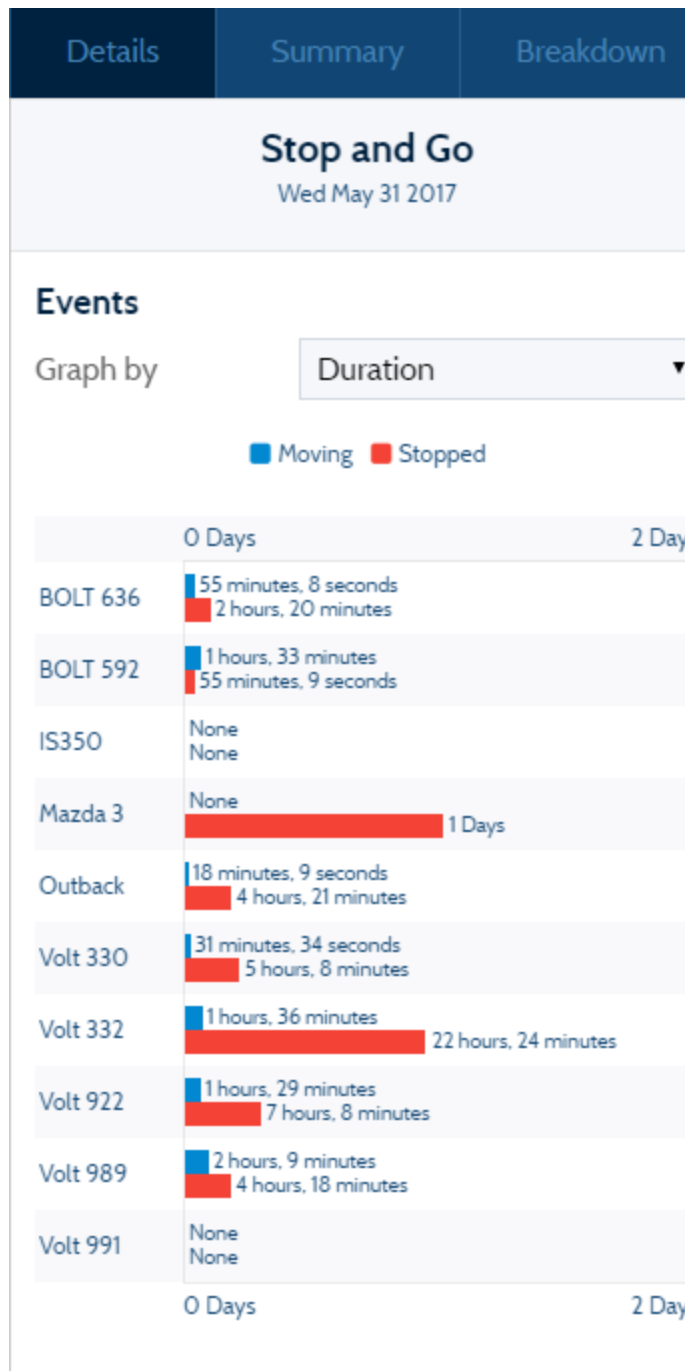 Details Summary Breakdown
Stop and Go
Wed May 31 2017
Events
Graph by Duration
Moving Stopped
0 Days 2 Day
BOLT 636
55 minutes, 8 seconds
2 hours, 20 minutes
BOLT 592
1 hours, 33 minutes
55 minutes, 9 seconds
IS350
None
None
Mazda 3
None
1 Days
Outback
18 minutes, 9 seconds
4 hours, 21 minutes
Volt 330
31 minutes, 34 seconds
5 hours, 8 minutes
Volt 332
1 hours, 36 minutes
22 hours, 24 minutes
Volt 922
1 hours, 29 minutes
7 hours, 8 minutes
Volt 989
2 hours, 9 minutes
4 hours, 18 minutes
Volt 991
None
None
0 Days 2 Day